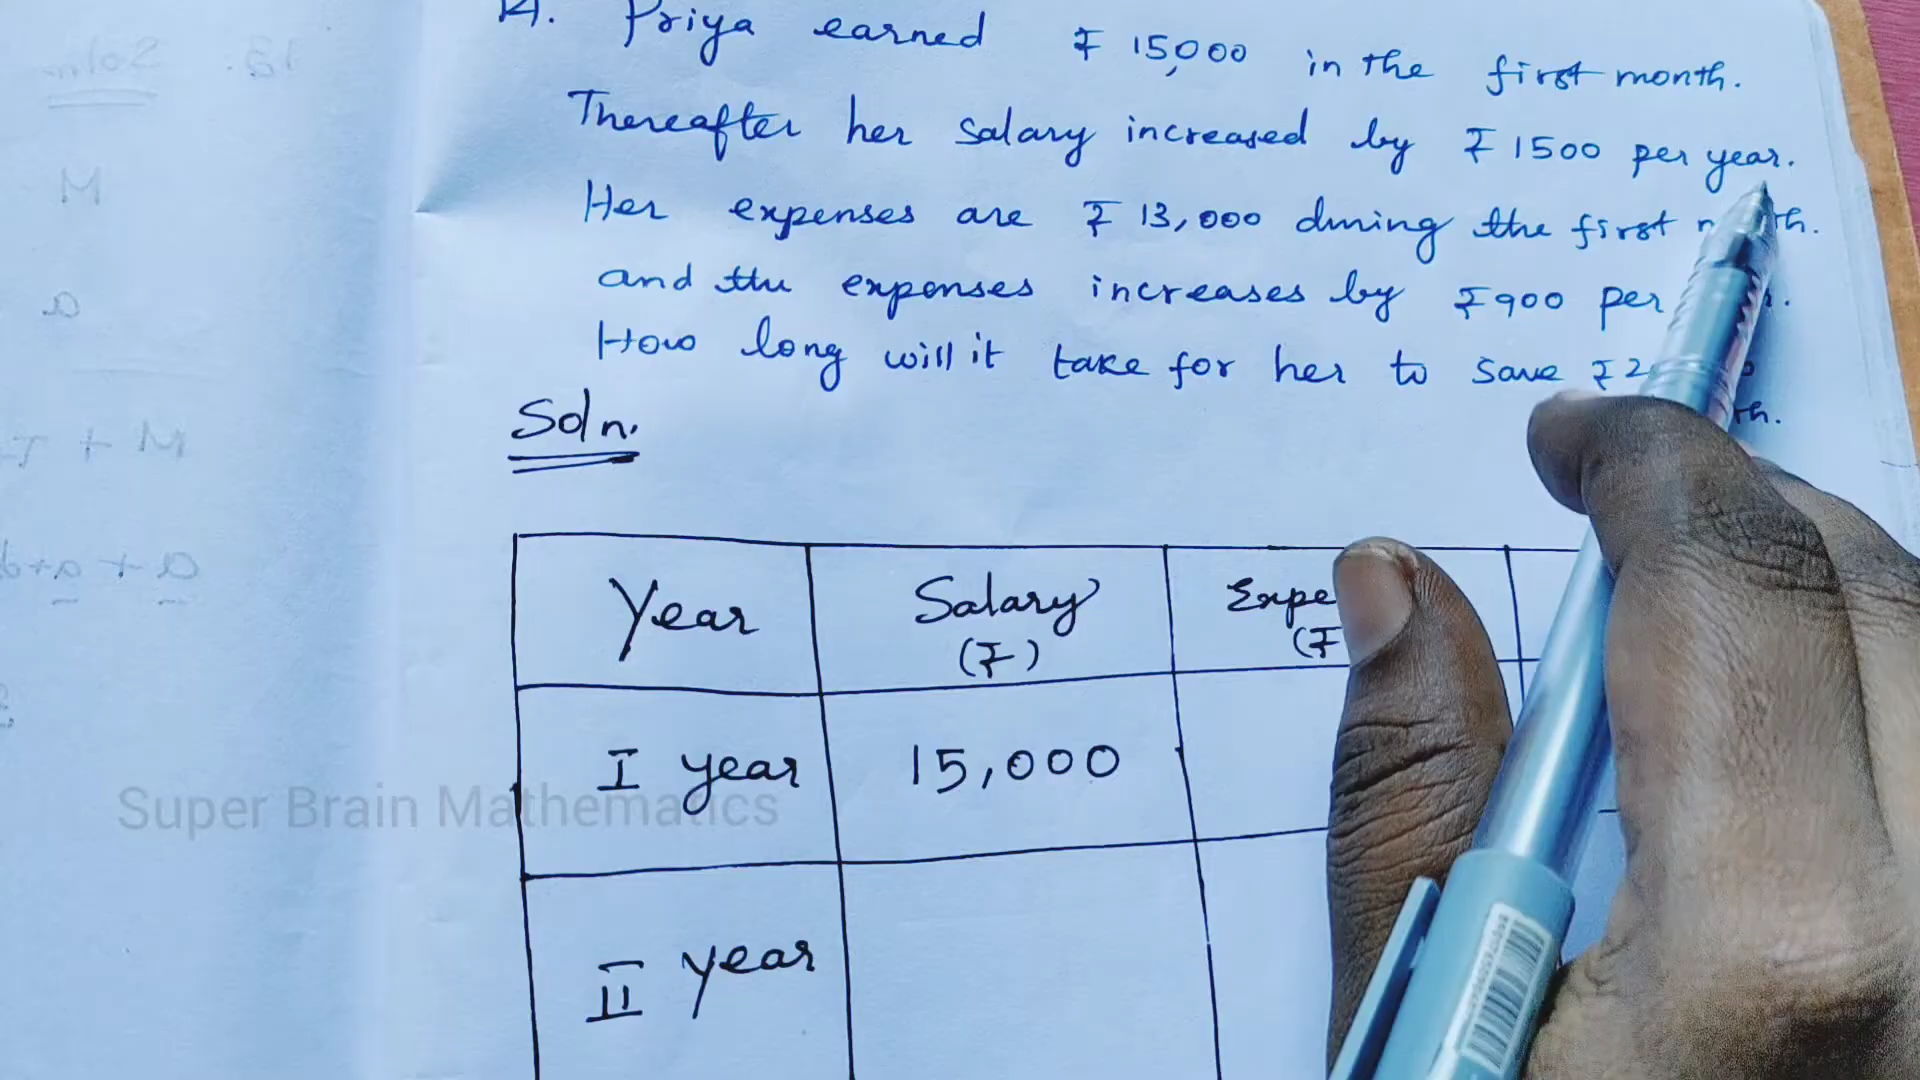 14. Priya earned ₹ 15,000 in the first month.
Thereafter her salary increased by ₹ 1500 per year.
Her expenses are ₹ 13,000 during the first
and the expenses increases by ₹900 per
How long will it take for her to save
Soln.
Year Salary
(₹) (₹
I year 15,000
II year
Super Brain Mathematics
13. Soln
M
a
M +
a + a+d